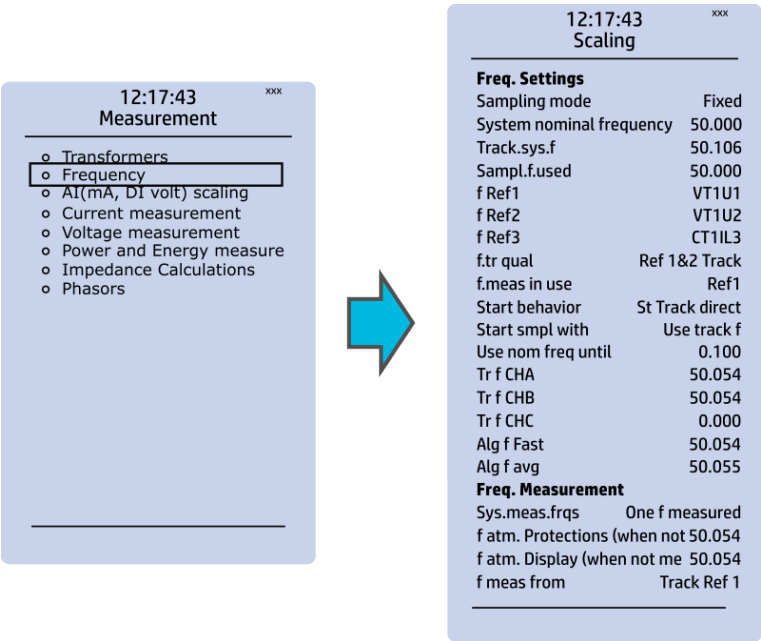 12:17:43 xxx
Measurement
Transformers
Frequency
AI(mA, DI volt) scaling
Current measurement
Voltage measurement
Power and Energy measure
Impedance Calculations
Phasors
12:17:43 xxx
Scaling
Freq. Settings
Sampling mode Fixed
System nominal frequency 50.000
Track.sys.f 50.106
Sampl.f.used 50.000
f Ref1 VT1U1
f Ref2 VT1U2
f Ref3 CT1IL3
f.tr qual Ref 1&2 Track
f.meas in use Ref1
Start behavior St Track direct
Start smpl with Use track f
Use nom freq until 0.100
Tr f CHA 50.054
Tr f CHB 50.054
Tr f CHC 0.000
Alg f Fast 50.054
Alg f avg 50.055
Freq. Measurement
Sys.meas.frqs One f measured
f atm. Protections (when not 50.054
f atm. Display (when not me 50.054
f meas from Track Ref 1